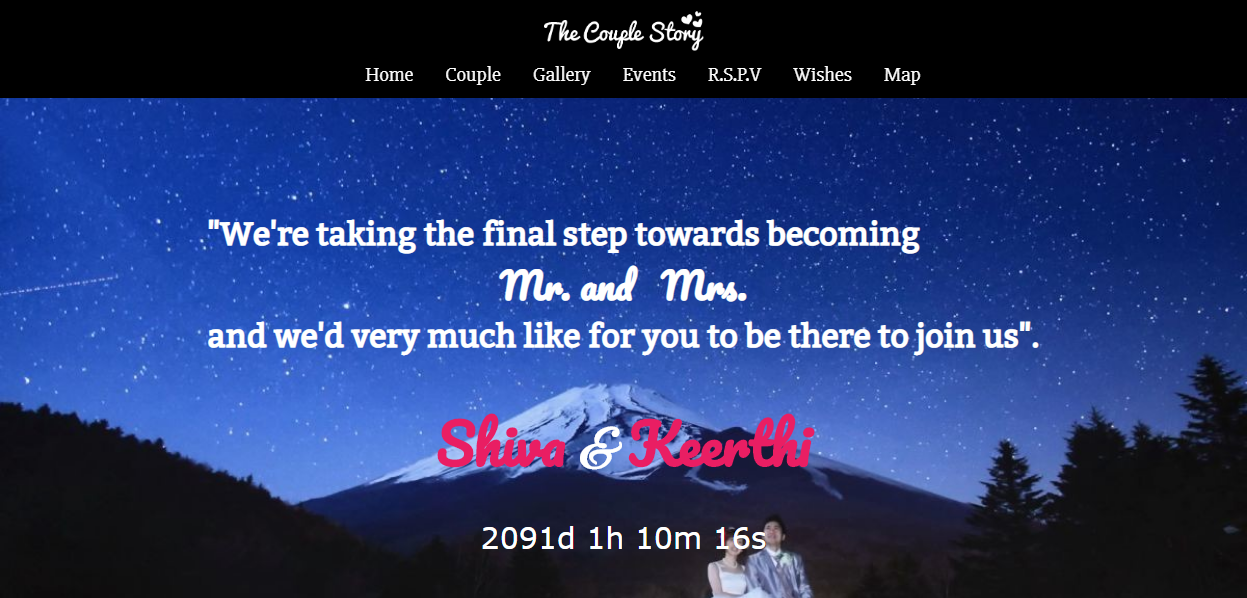 The Couple Story
Home Couple Gallery Events R.S.P.V Wishes Map
"We're taking the final step towards becoming
Mr. and Mrs.
and we'd very much like for you to be there to join us".
Shiva & Keerthi
2091d 1h 10m 16s